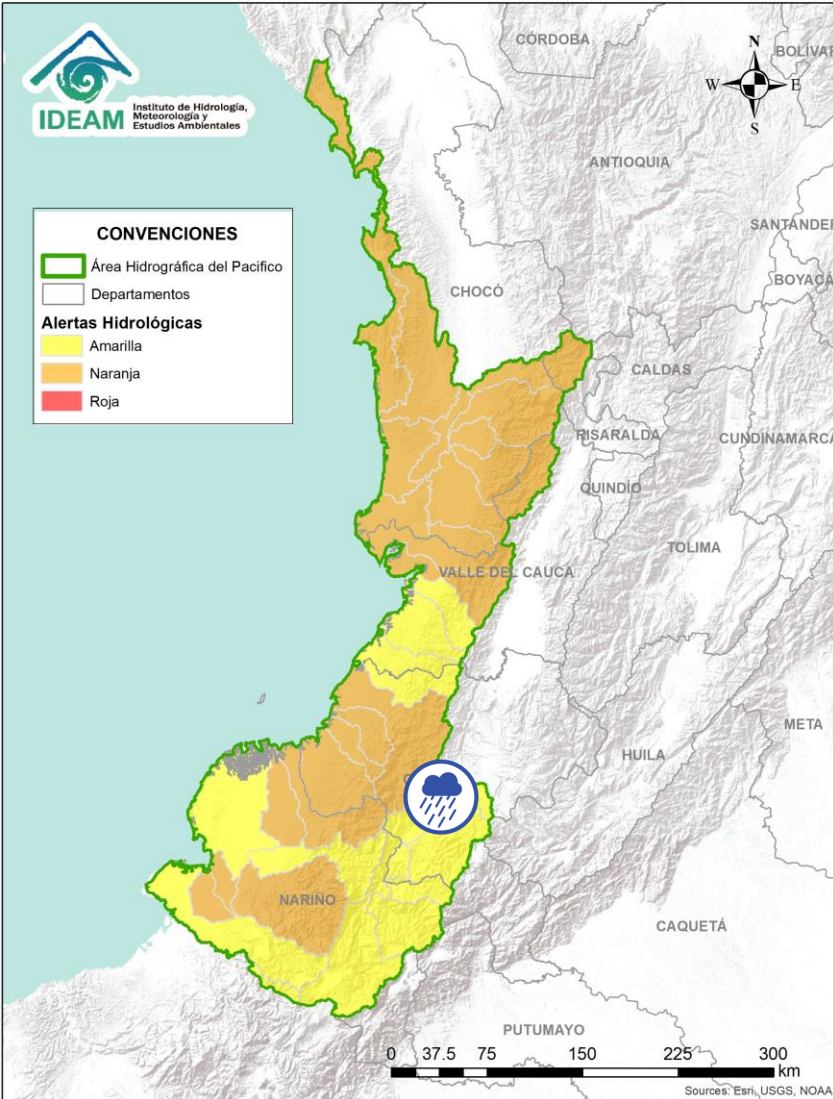 IDEAM
Instituto de Hidrología,
Meteorología y
Estudios Ambientales
N
W
E
S
CÓRDOBA
BOLÍVAR
ANTIOQUIA
SANTANDER
BOYACÁ
CHOCÓ
CONVENCIONES
Área Hidrográfica del Pacifico
Departamentos
Alertas Hidrológicas
Amarilla
Naranja
Roja
CALDAS
RISARALDA
CUNDINAMARCA
QUINDÍO
TOLIMA
VALLE DEL CAUCA
META
HUILA
NARIÑO
CAQUETÁ
PUTUMAYO
0 37.5 75 150 225 300
km
Sources: Esri, USGS, NOAA